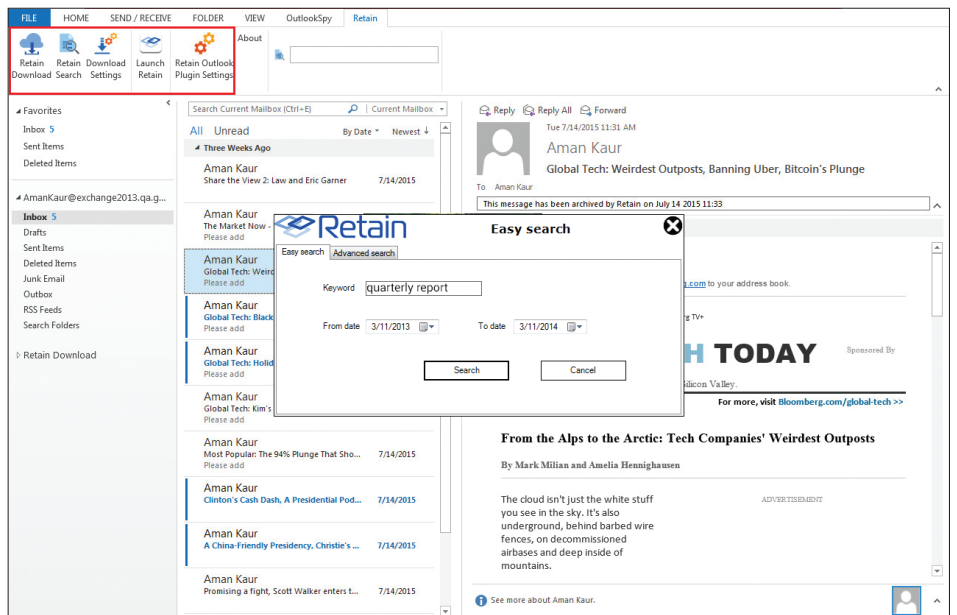 FILE HOME SEND / RECEIVE FOLDER VIEW OutlookSpy Retain
Retain Download
Retain Search
Download Settings
Launch Retain
Retain Outlook Plugin Settings
About
Favorites
Inbox 5
Sent Items
Deleted Items
AmanKaur@exchange2013.qa.g...
Inbox 5
Drafts
Sent Items
Deleted Items
Junk Email
Outbox
RSS Feeds
Search Folders
Retain Download
Search Current Mailbox (Ctrl+E) Current Mailbox
All Unread By Date Newest
Three Weeks Ago
Aman Kaur
Share the View 2: Law and Eric Garner 7/14/2015
Aman Kaur
The Market Now -
Please add
Aman Kaur
Global Tech: Weird
Please add
Aman Kaur
Global Tech: Black
Please add
Aman Kaur
Global Tech: Holid
Please add
Aman Kaur
Global Tech: Kim's
Please add
Aman Kaur
Most Popular: The 94% Plunge That Sho... 7/14/2015
Please add
Aman Kaur
Clinton's Cash Dash, A Presidential Pod... 7/14/2015
Aman Kaur
A China-Friendly Presidency, Christie's ... 7/14/2015
Aman Kaur
Promising a fight, Scott Walker enters t... 7/14/2015
Retain Easy search
Easy search Advanced search
Keyword quarterly report
From date 3/11/2013 To date 3/11/2014
Search Cancel
Reply Reply All Forward
Tue 7/14/2015 11:31 AM
Aman Kaur
Global Tech: Weirdest Outposts, Banning Uber, Bitcoin's Plunge
To Aman Kaur
This message has been archived by Retain on July 14 2015 11:33
.com to your address book.
rg TV+
H TODAY Sponsored By
Silicon Valley.
For more, visit Bloomberg.com/global-tech >>
From the Alps to the Arctic: Tech Companies' Weirdest Outposts
By Mark Milian and Amelia Hennighausen
The cloud isn't just the white stuff
you see in the sky. It's also
underground, behind barbed wire
fences, on decommissioned
airbases and deep inside of
mountains.
ADVERTISEMENT
See more about Aman Kaur.